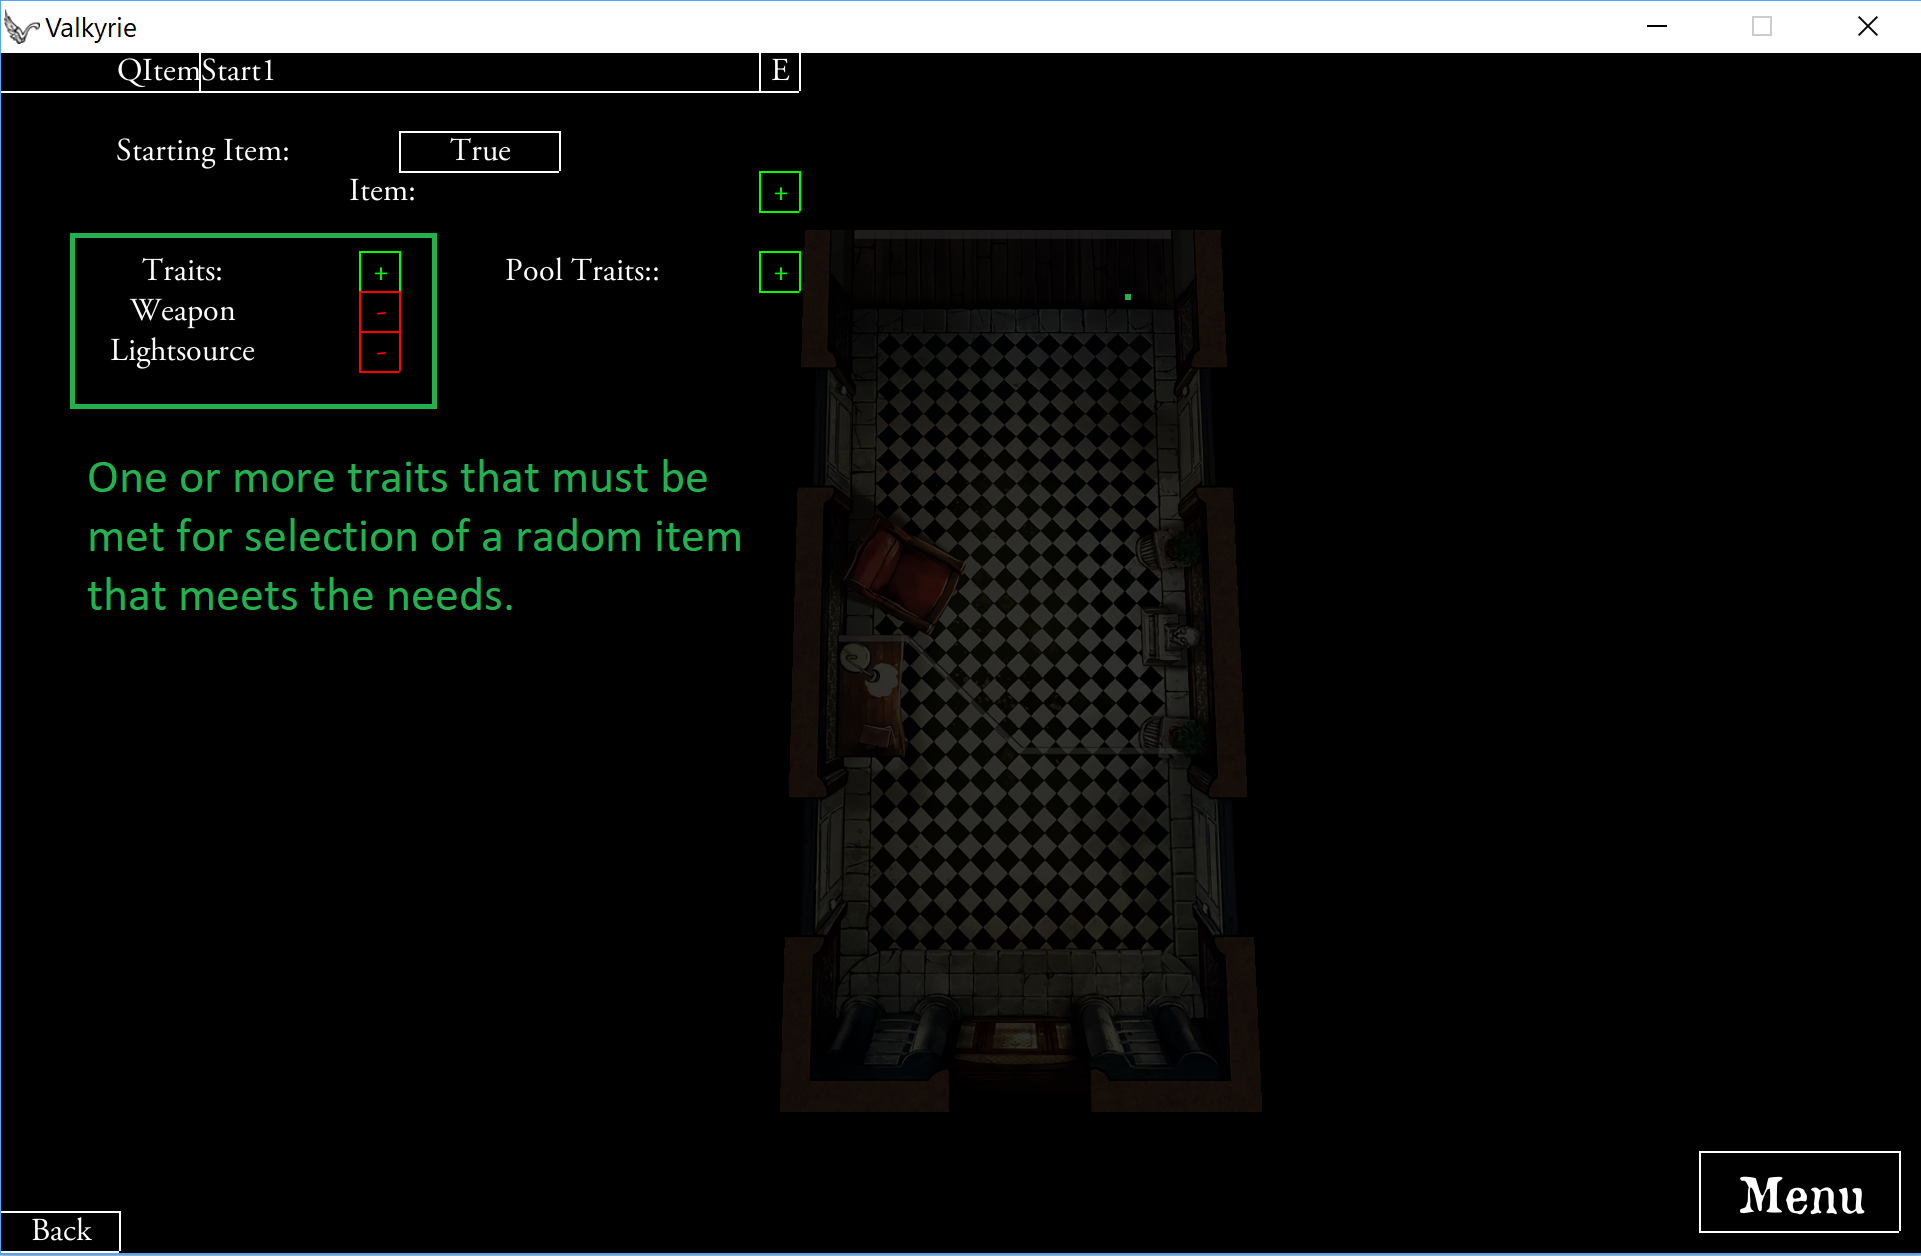 Valkyrie
QItem Start1 E
Starting Item: True
Item: +
Traits: + Pool Traits:: +
Weapon -
Lightsource -
One or more traits that must be
met for selection of a radom item
that meets the needs.
Menu
Back